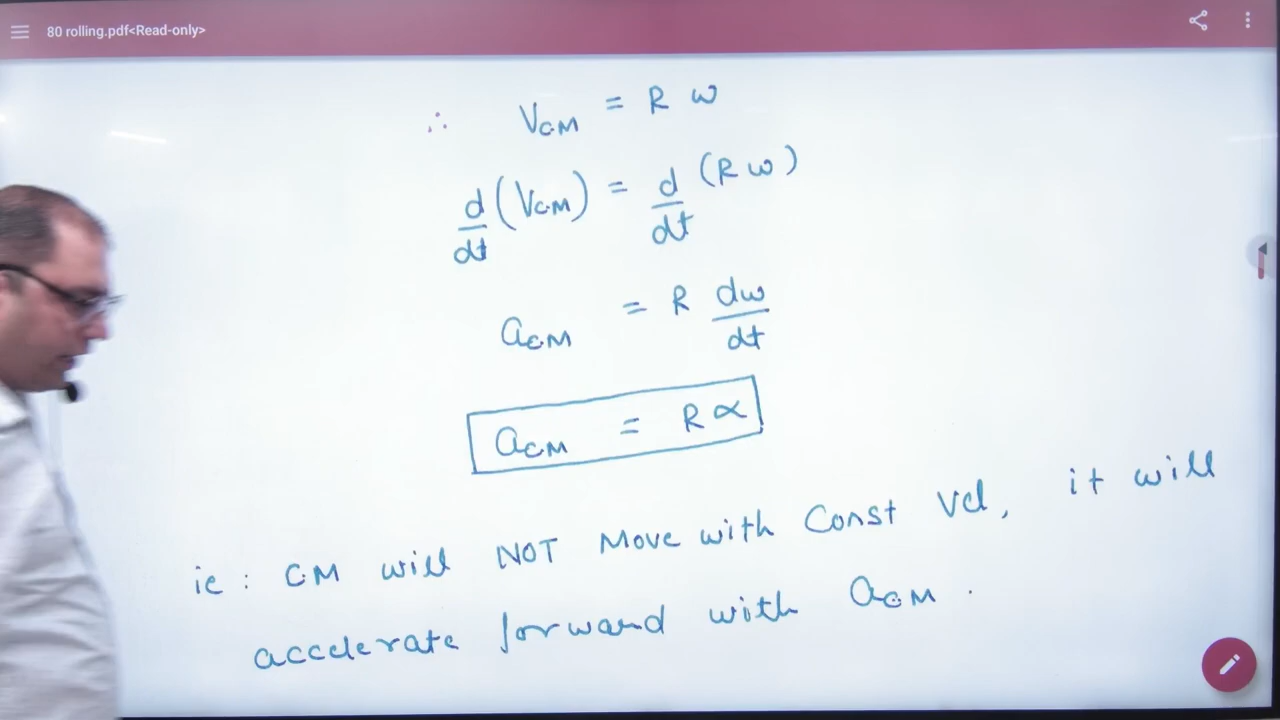 80 rolling.pdf<Read-only>
∴ VCM = R ω
d/dt (VCM) = d/dt (R ω)
aCM = R dω/dt
aCM = R α
ie : CM will NOT Move with Const Vel, it will
accelerate forward with aCM .